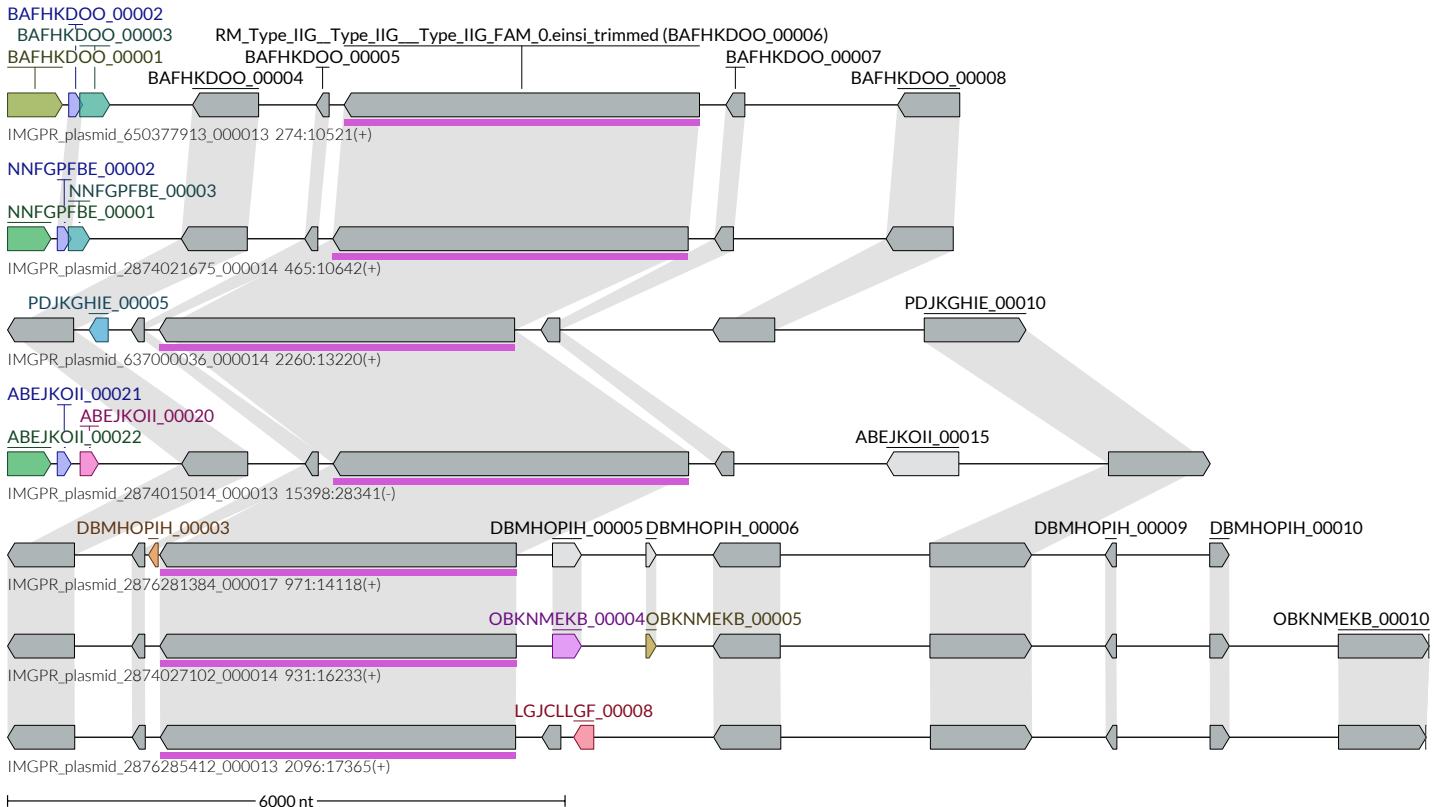 BAFHKDOO_00002
BAFHKDOO_00003
RM_Type_IIG__Type_IIG___Type_IIG_FAM_0.einsi_trimmed (BAFHKDOO_00006)
BAFHKDOO_00001
BAFHKDOO_00005
BAFHKDOO_00007
BAFHKDOO_00004
BAFHKDOO_00008
IMGPR_plasmid_650377913_000013 274:10521(+)
NNFGPFBE_00002
NNFGPFBE_00003
NNFGPFBE_00001
IMGPR_plasmid_2874021675_000014 465:10642(+)
PDJKGHIE_00005
PDJKGHIE_00010
IMGPR_plasmid_637000036_000014 2260:13220(+)
ABEJKOII_00021
ABEJKOII_00020
ABEJKOII_00022
ABEJKOII_00015
IMGPR_plasmid_2874015014_000013 15398:28341(-)
DBMHOPIH_00003
DBMHOPIH_00005
DBMHOPIH_00006
DBMHOPIH_00009
DBMHOPIH_00010
IMGPR_plasmid_2876281384_000017 971:14118(+)
OBKNMEKB_00004
OBKNMEKB_00005
OBKNMEKB_00010
IMGPR_plasmid_2874027102_000014 931:16233(+)
LGJCLLGF_00008
IMGPR_plasmid_2876285412_000013 2096:17365(+)
6000 nt